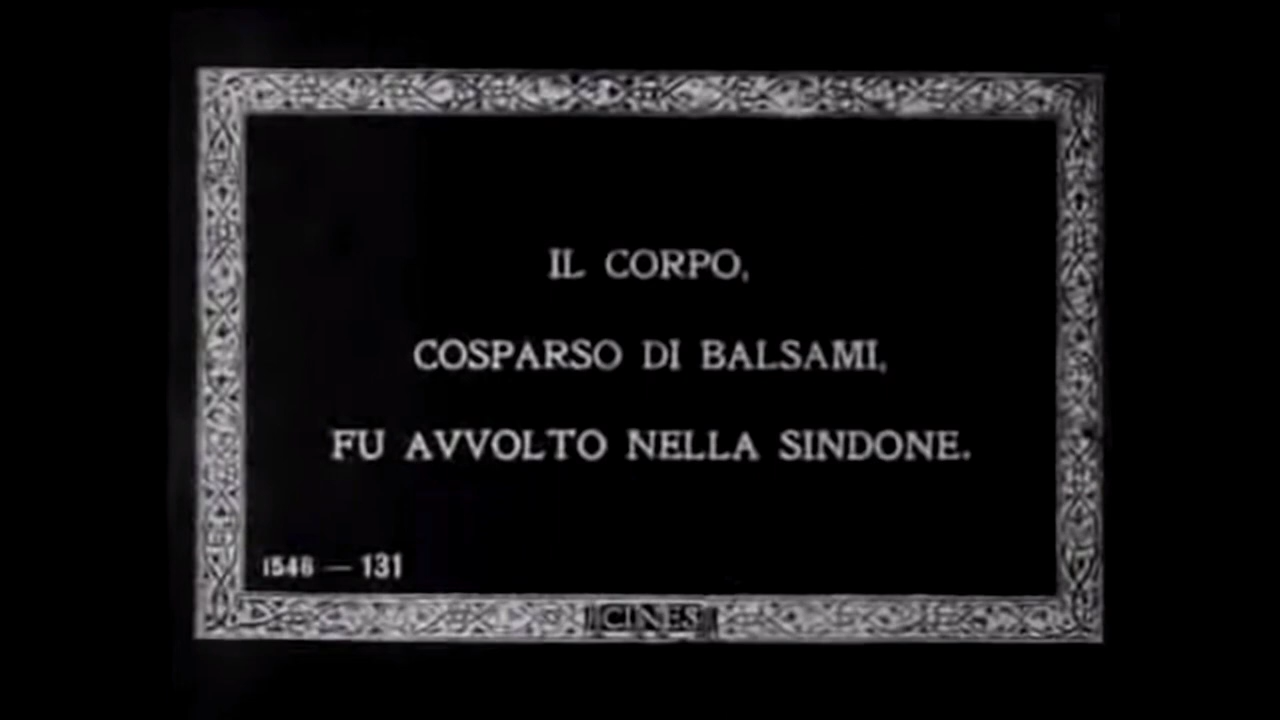 IL CORPO,
COSPARSO DI BALSAMI,
FU AVVOLTO NELLA SINDONE.
1546 — 131
CINES